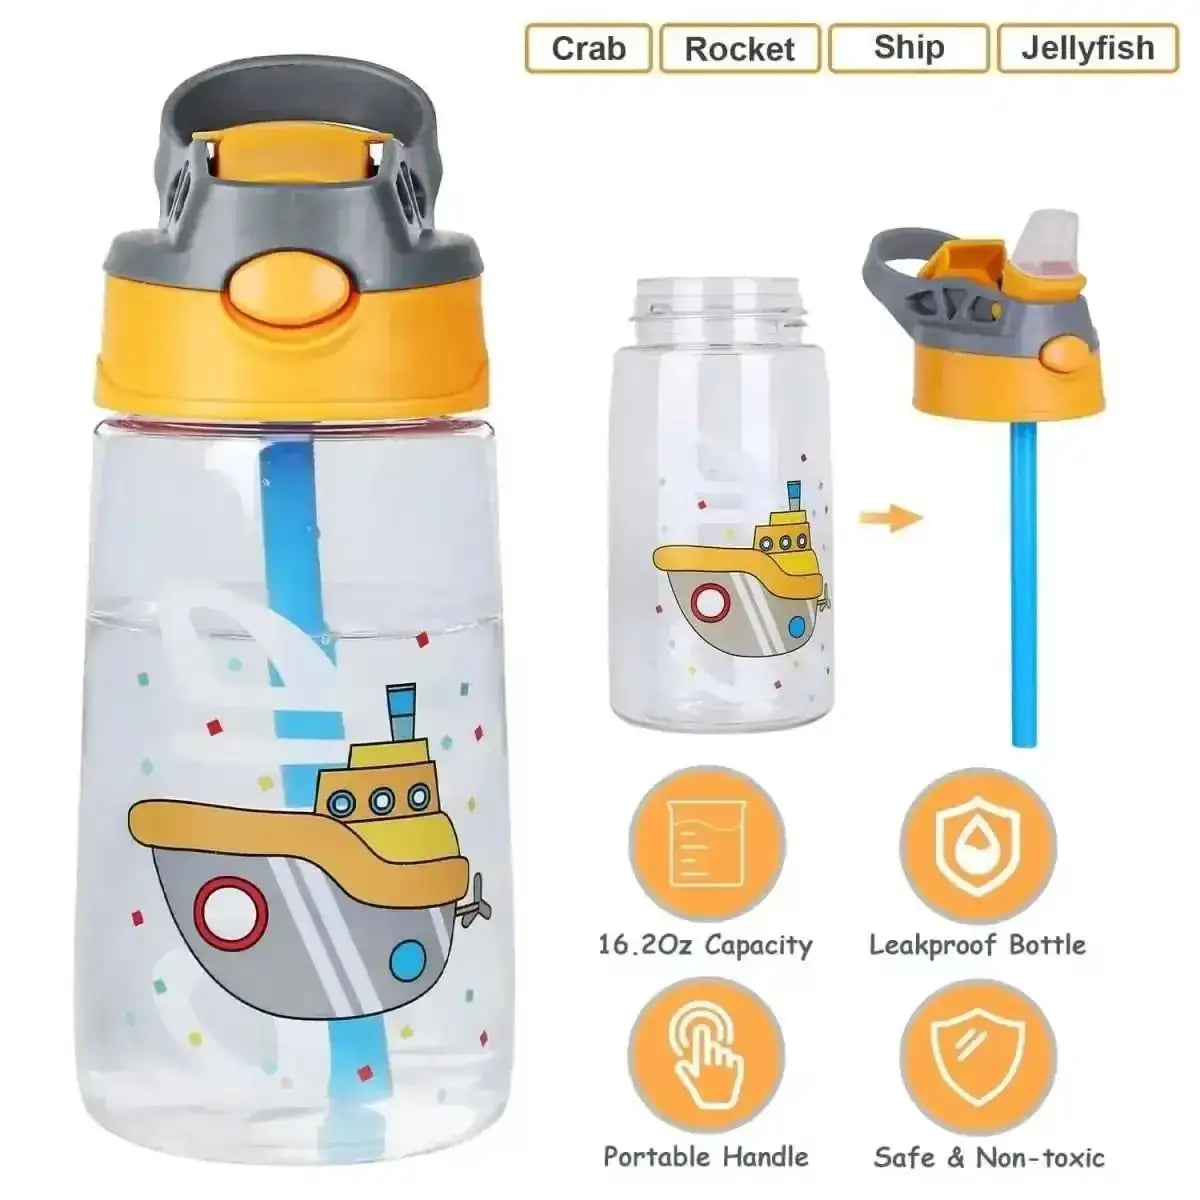 Crab Rocket Ship Jellyfish
16.2Oz Capacity Leakproof Bottle
Portable Handle Safe & Non-toxic